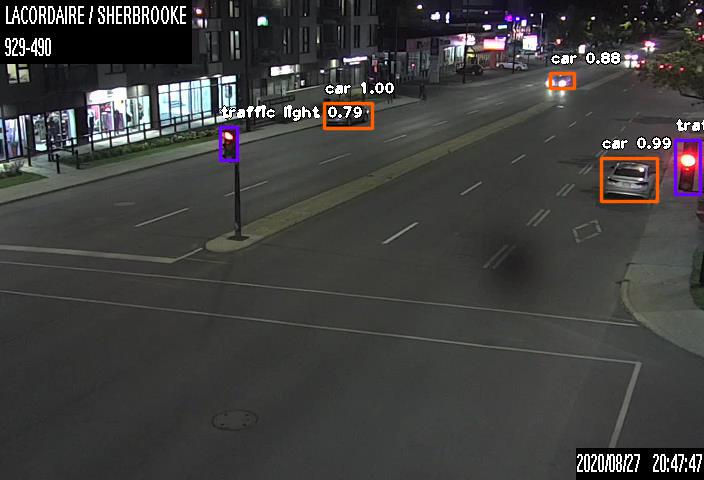 LACORDAIRE / SHERBROOKE
929-490
car 0.88
car 1.00
traffic light 0.79
traf
car 0.99
2020/08/27 20:47:47